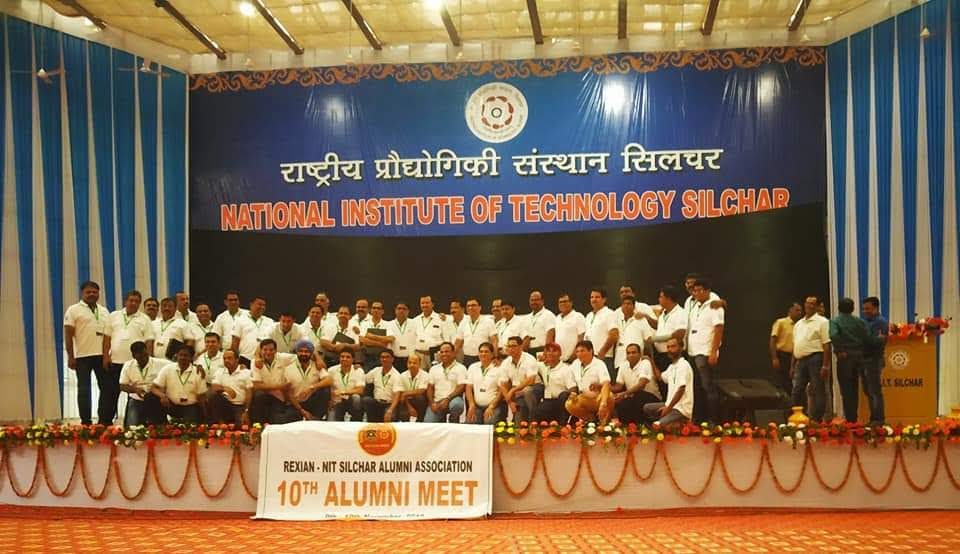 राष्ट्रीय प्रौद्योगिकी संस्थान सिलचर
NATIONAL INSTITUTE OF TECHNOLOGY SILCHAR
SILCHAR
REXIAN - NIT SILCHAR ALUMNI ASSOCIATION
10TH ALUMNI MEET